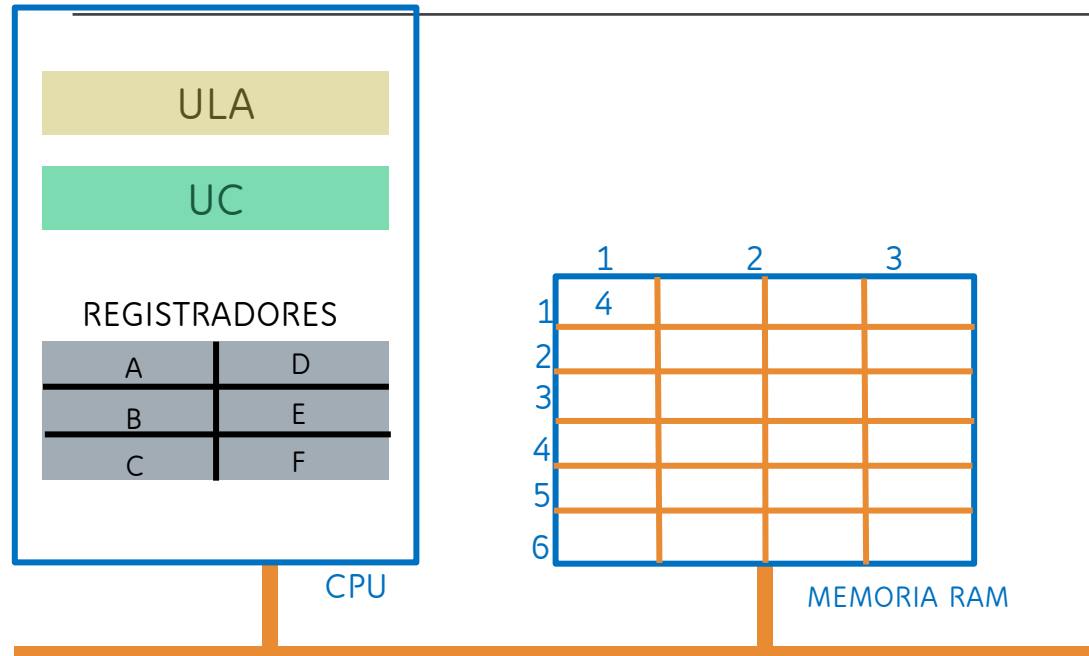 ULA
UC
REGISTRADORES
A D
B E
C F
CPU
1 2 3
1 4
2
3
4
5
6
MEMORIA RAM